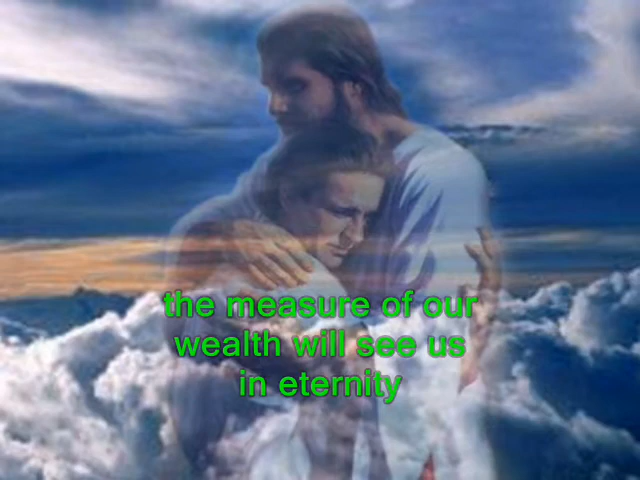 the measure of our
wealth will see us
in eternity